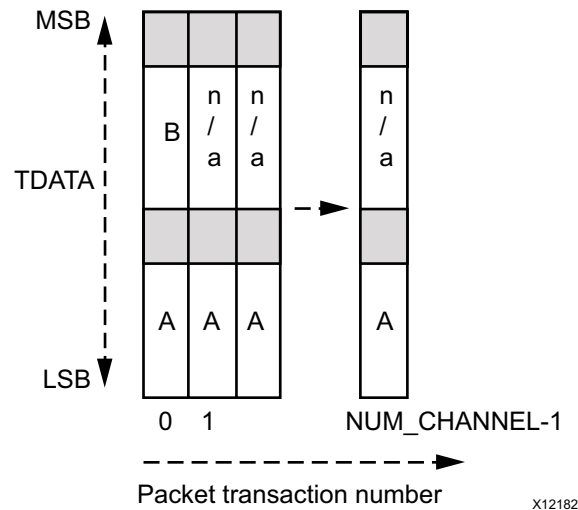 MSB
B
n / a
n / a
n / a
TDATA
A
A
A
A
LSB
0 1 NUM_CHANNEL-1
Packet transaction number
X12182